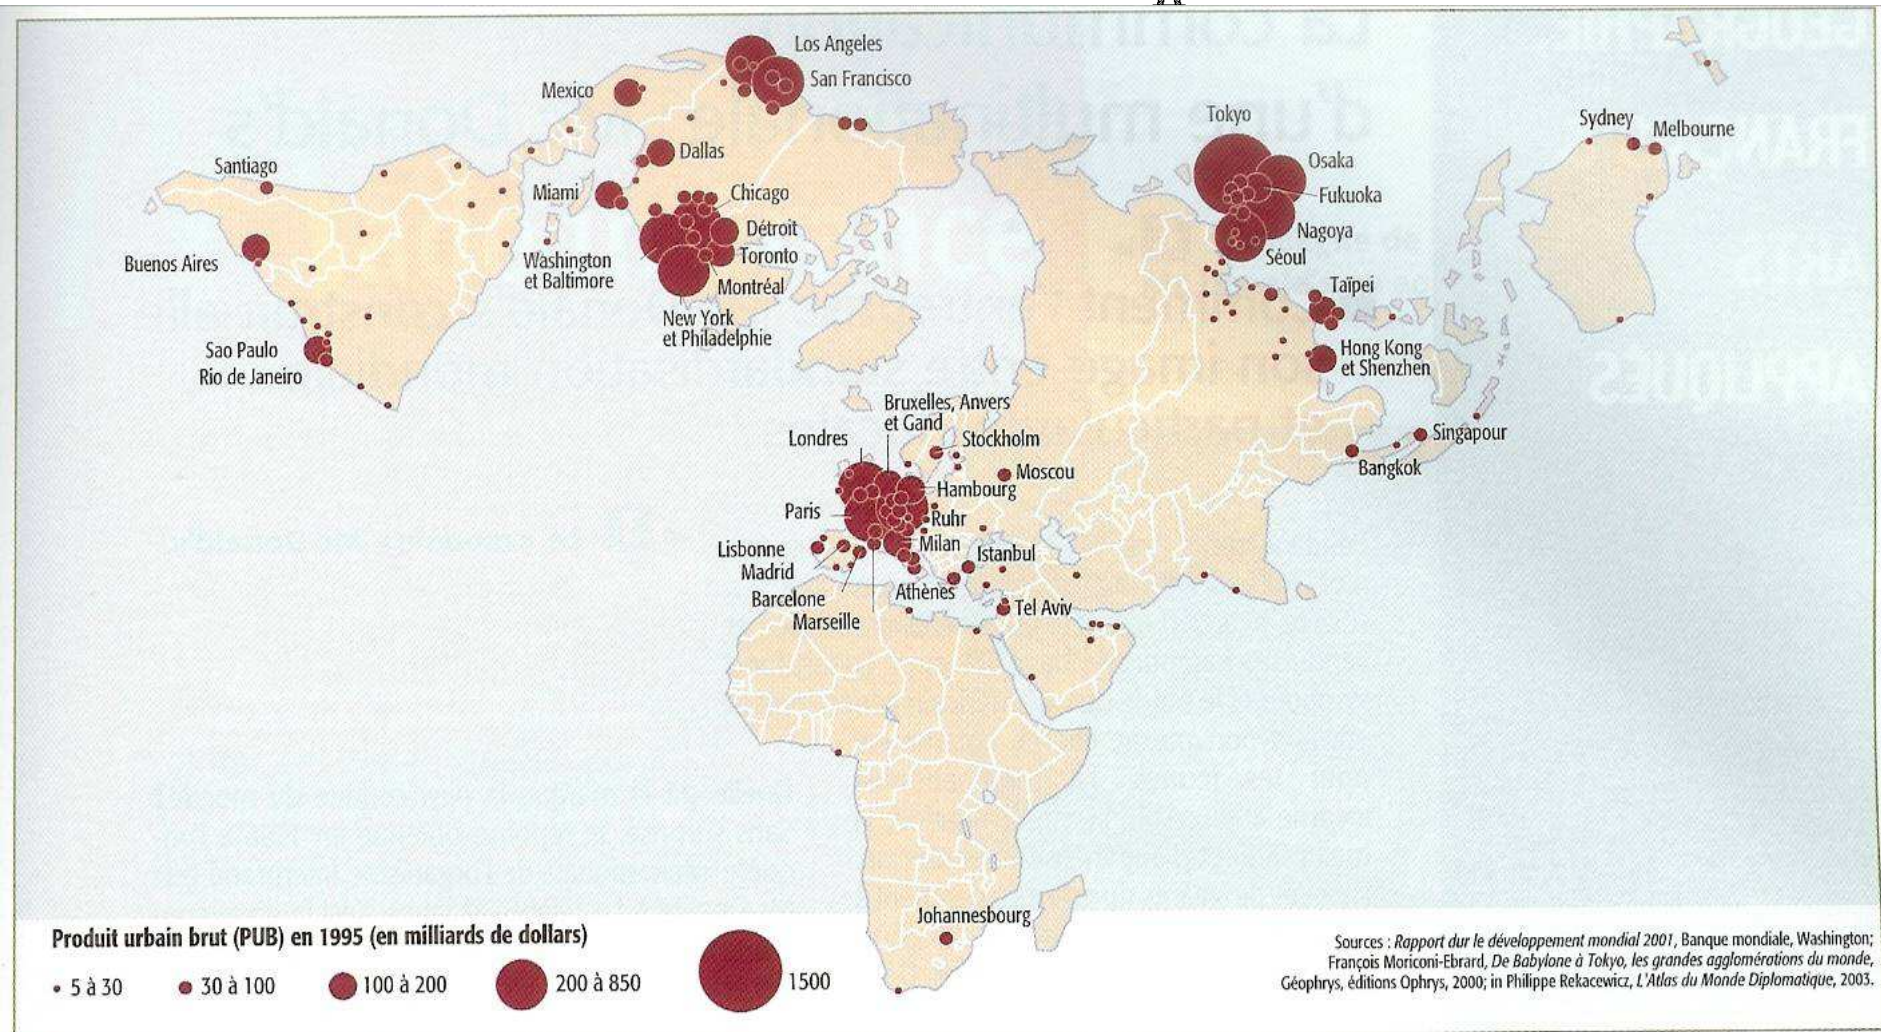 Los Angeles
San Francisco
Mexico
Dallas
Santiago
Miami
Chicago
Détroit
Buenos Aires
Washington
et Baltimore
Toronto
Montréal
New York
et Philadelphie
Sao Paulo
Rio de Janeiro
Tokyo
Osaka
Fukuoka
Nagoya
Séoul
Taïpei
Hong Kong
et Shenzhen
Sydney
Melbourne
Singapour
Bangkok
Bruxelles, Anvers
et Gand
Londres
Stockholm
Moscou
Hambourg
Paris
Ruhr
Milan
Lisbonne
Madrid
Istanbul
Barcelone
Athènes
Marseille
Tel Aviv
Johannesbourg
Produit urbain brut (PUB) en 1995 (en milliards de dollars)
5 à 30
30 à 100
100 à 200
200 à 850
1500
Sources : Rapport dur le développement mondial 2001, Banque mondiale, Washington;
François Moriconi-Ebrard, De Babylone à Tokyo, les grandes agglomérations du monde,
Géophrys, éditions Ophrys, 2000; in Philippe Rekacewicz, L'Atlas du Monde Diplomatique, 2003.